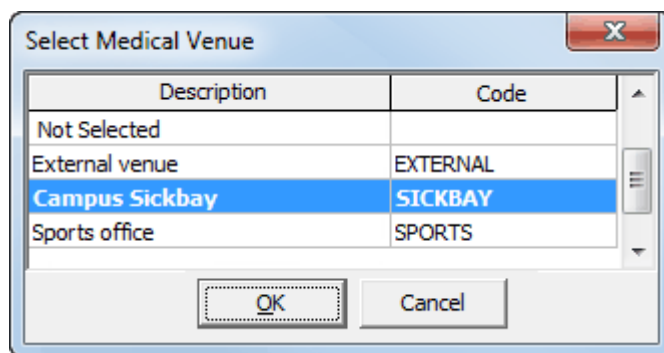 Select Medical Venue
Description Code
Not Selected
External venue EXTERNAL
Campus Sickbay SICKBAY
Sports office SPORTS
OK Cancel